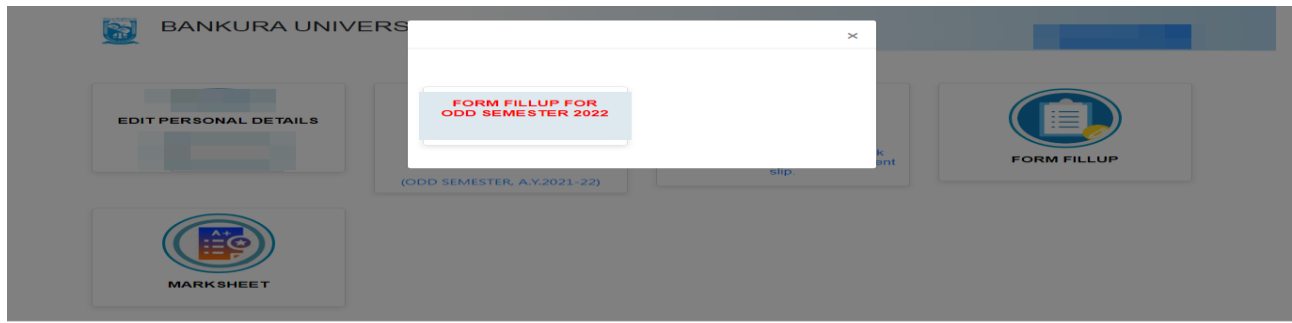 BANKURA UNIVERS
×
FORM FILLUP FOR
ODD SEMESTER 2022
EDIT PERSONAL DETAILS
(ODD SEMESTER, A.Y.2021-22)
slip.
FORM FILLUP
A+
MARKSHEET